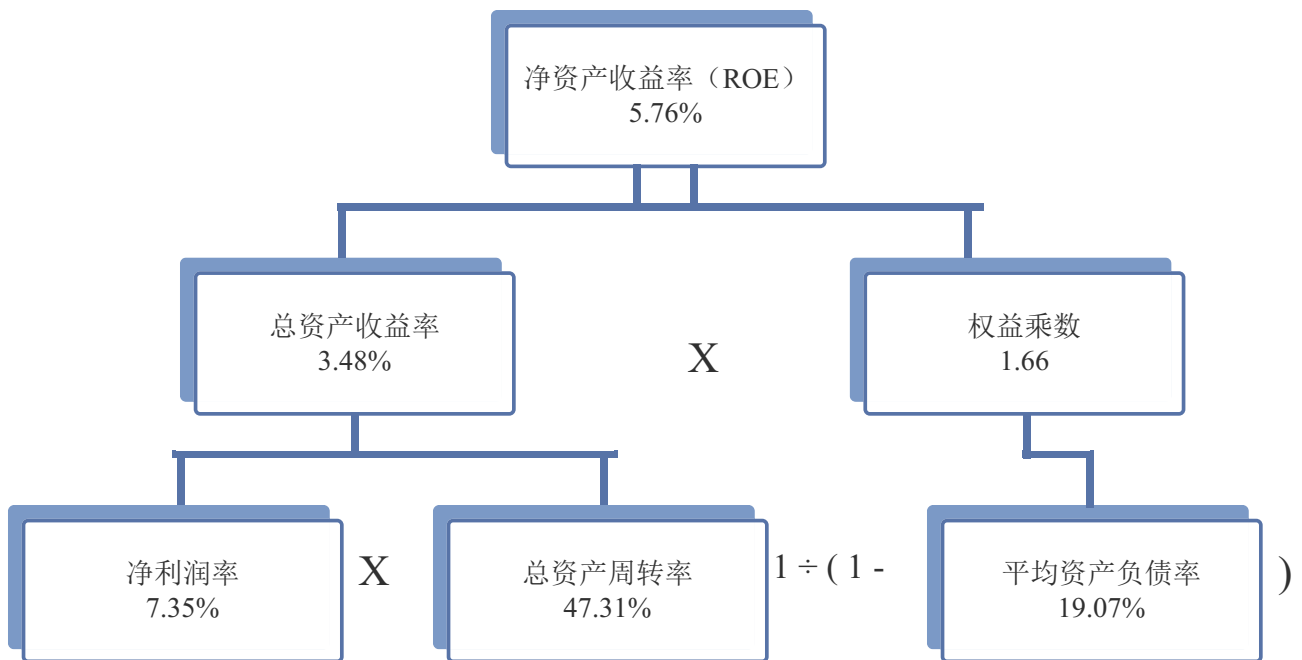 净资产收益率（ROE）
5.76%
总资产收益率
3.48%
X
权益乘数
1.66
净利润率
7.35%
X
总资产周转率
47.31%
1 ÷ ( 1 -
平均资产负债率
19.07%
)